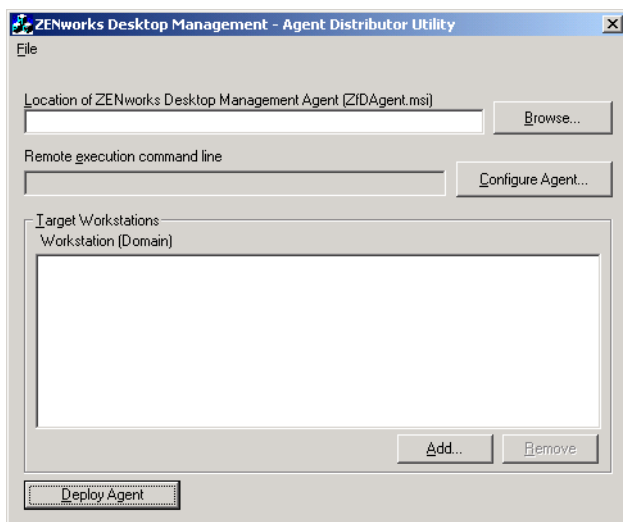 ZENworks Desktop Management - Agent Distributor Utility
File
Location of ZENworks Desktop Management Agent (ZfDAgent.msi)
Browse...
Remote execution command line
Configure Agent...
Target Workstations
Workstation (Domain)
Add...
Remove
Deploy Agent